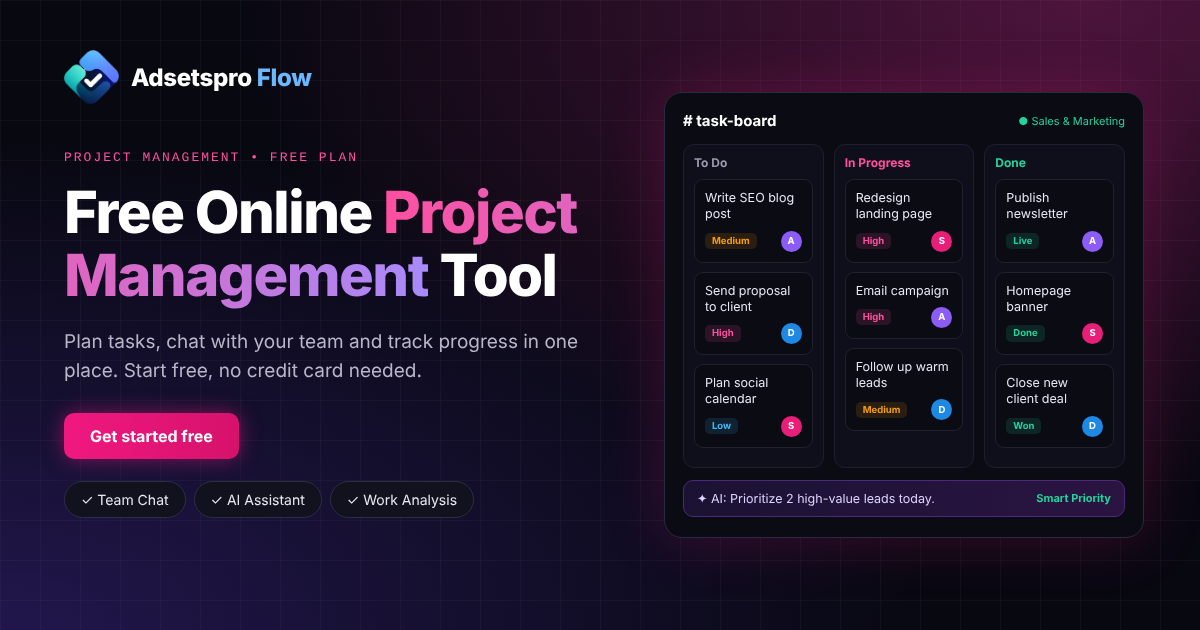 Adsetspro Flow
PROJECT MANAGEMENT • FREE PLAN
Free Online Project
Management Tool
Plan tasks, chat with your team and track progress in one
place. Start free, no credit card needed.
Get started free
✓ Team Chat
✓ AI Assistant
✓ Work Analysis
# task-board
● Sales & Marketing
To Do
Write SEO blog
post
Medium
A
Send proposal
to client
High
D
Plan social
calendar
Low
S
In Progress
Redesign
landing page
High
S
Email campaign
High
A
Follow up warm
leads
Medium
D
Done
Publish
newsletter
Live
A
Homepage
banner
Done
S
Close new
client deal
Won
D
✦ AI: Prioritize 2 high-value leads today.
Smart Priority